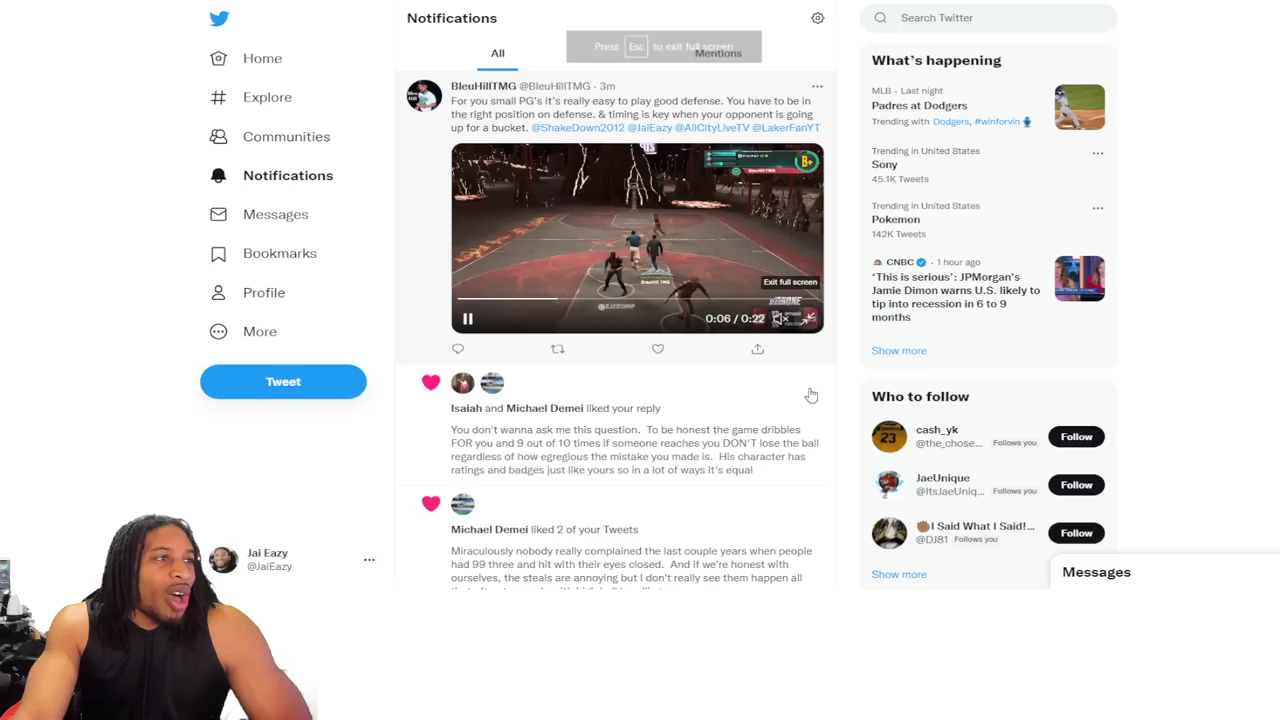 Home
Explore
Communities
Notifications
Messages
Bookmarks
Profile
More
Tweet
Jai Eazy
@JaiEazy
Notifications
Press Esc to exit full screen
All
Mentions
BleuHillTMG @BleuHillTMG · 3m
For you small PG's it's really easy to play good defense. You have to be in
the right position on defense. & timing is key when your opponent is going
up for a bucket. @ShakeDown2012 @JaiEazy @AllCityLiveTV @LakerFanYT
B+
BleuHill TMG
Exit full screen
0:06 / 0:22
Isaiah and Michael Demei liked your reply
You don't wanna ask me this question. To be honest the game dribbles
FOR you and 9 out of 10 times if someone reaches you DON'T lose the ball
regardless of how egregious the mistake you made is. His character has
ratings and badges just like yours so in a lot of ways it's equal
Michael Demei liked 2 of your Tweets
Miraculously nobody really complained the last couple years when people
had 99 three and hit with their eyes closed. And if we're honest with
ourselves, the steals are annoying but I don't really see them happen all
Search Twitter
What's happening
MLB · Last night
Padres at Dodgers
Trending with Dodgers, #winforvin
Trending in United States
Sony
45.1K Tweets
Trending in United States
Pokemon
142K Tweets
CNBC · 1 hour ago
'This is serious': JPMorgan's
Jamie Dimon warns U.S. likely to
tip into recession in 6 to 9
months
Show more
Who to follow
cash_yk
@the_chose... Follows you
Follow
JaeUnique
@ItsJaeUniq... Follows you
Follow
I Said What I Said!...
@DJ81 Follows you
Follow
Show more
Messages